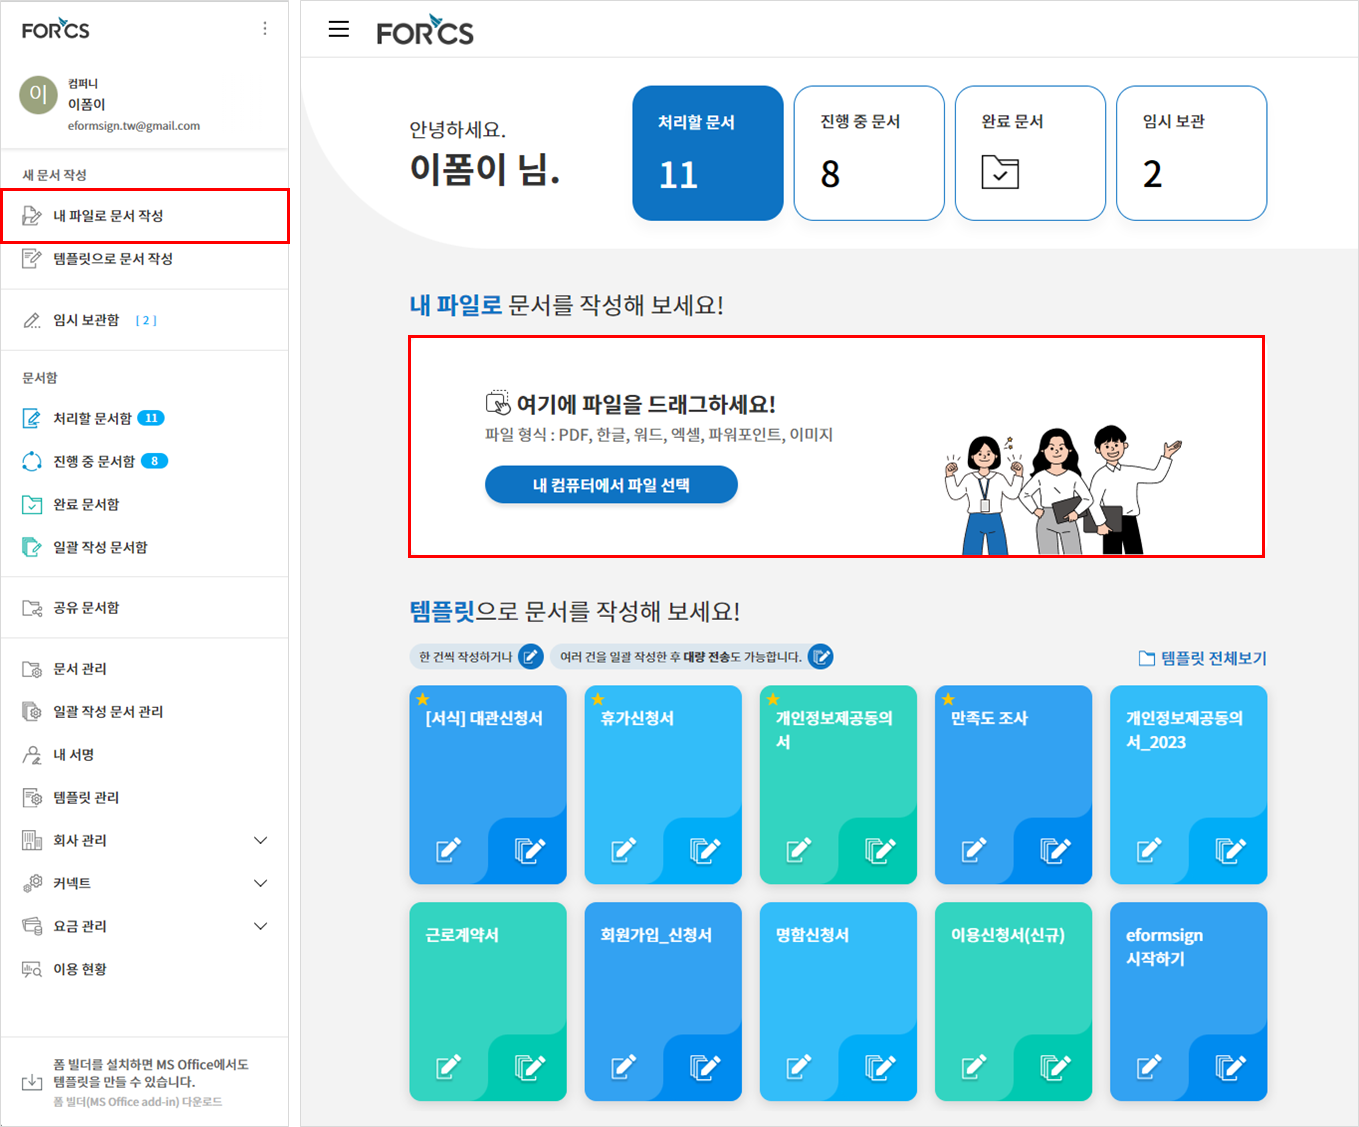 FORCS
이
컴퍼니
이폼이
eformsign.tw@gmail.com
새 문서 작성
내 파일로 문서 작성
템플릿으로 문서 작성
임시 보관함 [ 2 ]
문서함
처리할 문서함 11
진행 중 문서함 8
완료 문서함
일괄 작성 문서함
공유 문서함
문서 관리
일괄 작성 문서 관리
내 서명
템플릿 관리
회사 관리
커넥트
요금 관리
이용 현황
폼 빌더를 설치하면 MS Office에서도
템플릿을 만들 수 있습니다.
폼 빌더(MS Office add-in) 다운로드
FORCS
안녕하세요.
이폼이 님.
처리할 문서
11
진행 중 문서
8
완료 문서
임시 보관
2
내 파일로 문서를 작성해 보세요!
여기에 파일을 드래그하세요!
파일 형식 : PDF, 한글, 워드, 엑셀, 파워포인트, 이미지
내 컴퓨터에서 파일 선택
템플릿으로 문서를 작성해 보세요!
한 건씩 작성하거나
여러 건을 일괄 작성한 후 대량 전송도 가능합니다.
템플릿 전체보기
[서식] 대관신청서
휴가신청서
개인정보제공동의
서
만족도 조사
개인정보제공동의
서_2023
근로계약서
회원가입_신청서
명함신청서
이용신청서(신규)
eformsign
시작하기